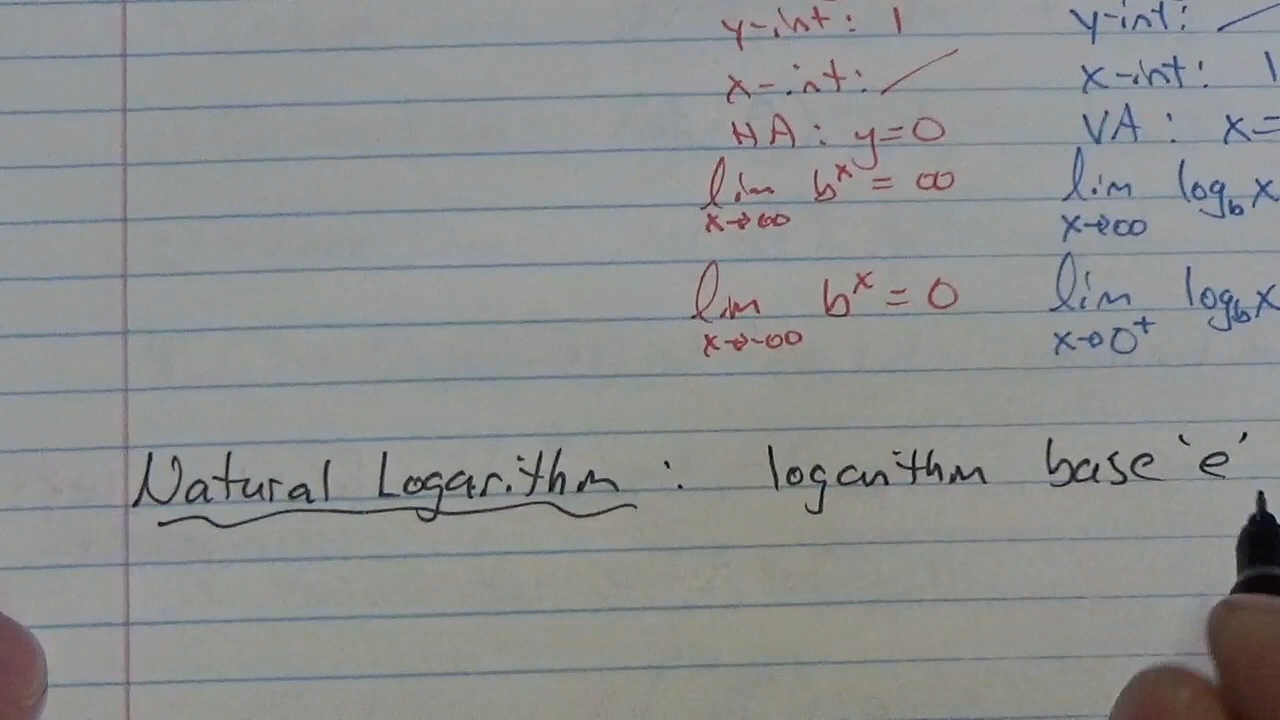 y-int: 1 y-int: /
x-int: / x-int: 1
HA: y=0 VA: x=
lim b^x = ∞ lim log_b x
x→∞ x→∞
lim b^x = 0 lim log_b x
x→-∞ x→0^+
Natural Logarithm : logarithm base 'e'